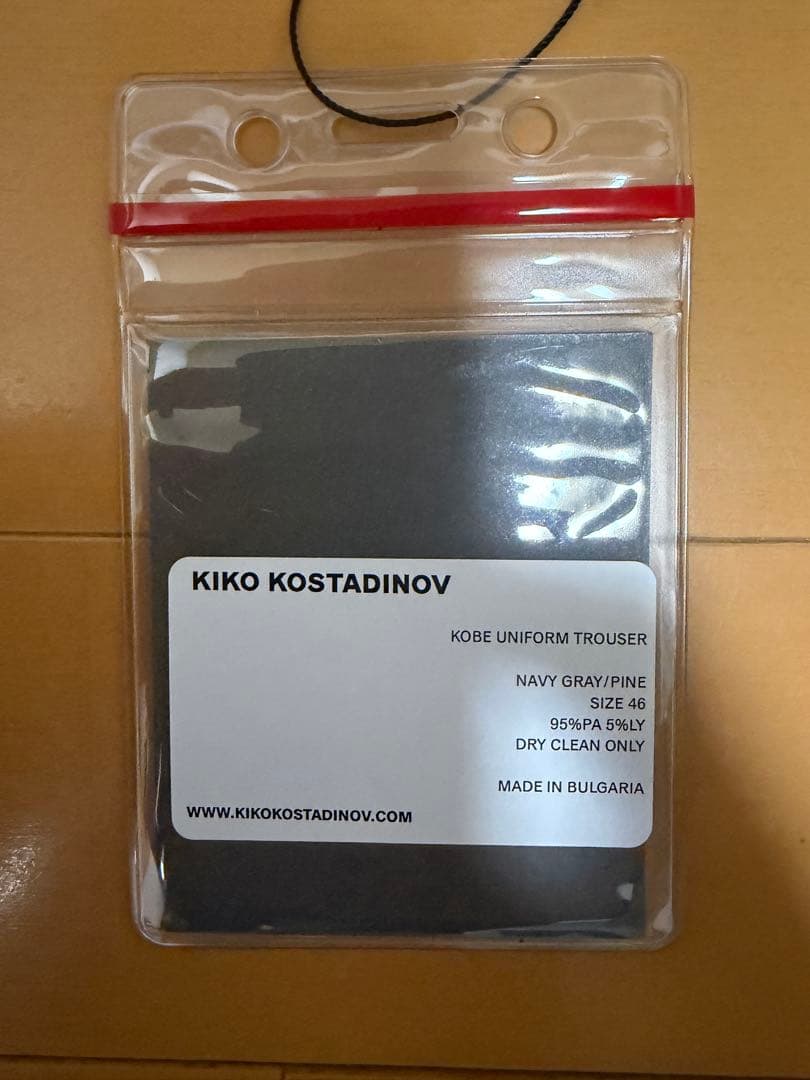 KIKO KOSTADINOV
KOBE UNIFORM TROUSER
NAVY GRAY/PINE
SIZE 46
95%PA 5%LY
DRY CLEAN ONLY
MADE IN BULGARIA
WWW.KIKOKOSTADINOV.COM